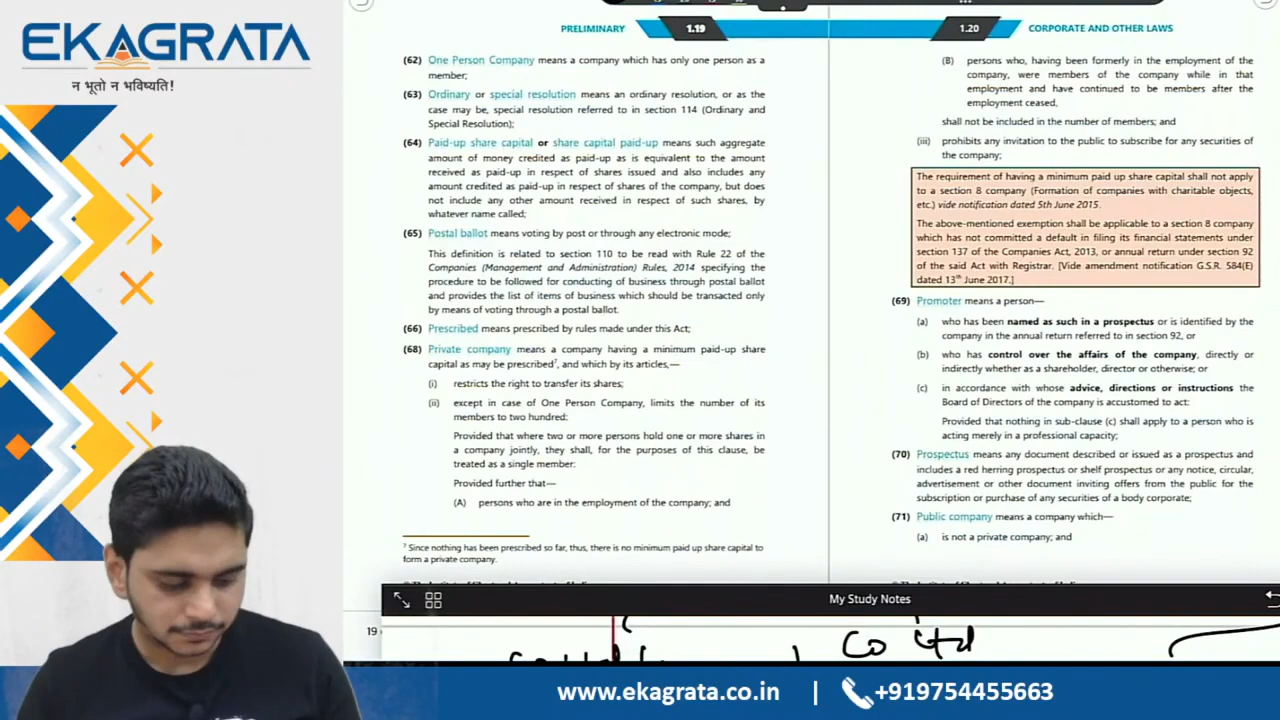 EKAGRATA
न भूतो न भविष्यति!
PRELIMINARY 1.19
(62) One Person Company means a company which has only one person as a
member;
(63) Ordinary or special resolution means an ordinary resolution, or as the
case may be, special resolution referred to in section 114 (Ordinary and
Special Resolution);
(64) Paid-up share capital or share capital paid-up means such aggregate
amount of money credited as paid-up as is equivalent to the amount
received as paid-up in respect of shares issued and also includes any
amount credited as paid-up in respect of shares of the company, but does
not include any other amount received in respect of such shares, by
whatever name called;
(65) Postal ballot means voting by post or through any electronic mode;
This definition is related to section 110 to be read with Rule 22 of the
Companies (Management and Administration) Rules, 2014 specifying the
procedure to be followed for conducting of business through postal ballot
and provides the list of items of business which should be transacted only
by means of voting through a postal ballot.
(66) Prescribed means prescribed by rules made under this Act;
(68) Private company means a company having a minimum paid-up share
capital as may be prescribed7, and which by its articles,—
(i) restricts the right to transfer its shares;
(ii) except in case of One Person Company, limits the number of its
members to two hundred:
Provided that where two or more persons hold one or more shares in
a company jointly, they shall, for the purposes of this clause, be
treated as a single member:
Provided further that—
(A) persons who are in the employment of the company; and
7 Since nothing has been prescribed so far, thus, there is no minimum paid up share capital to
form a private company.
1.20 CORPORATE AND OTHER LAWS
(B) persons who, having been formerly in the employment of the
company, were members of the company while in that
employment and have continued to be members after the
employment ceased,
shall not be included in the number of members; and
(iii) prohibits any invitation to the public to subscribe for any securities of
the company;
The requirement of having a minimum paid up share capital shall not apply
to a section 8 company (Formation of companies with charitable objects,
etc.) vide notification dated 5th June 2015.
The above-mentioned exemption shall be applicable to a section 8 company
which has not committed a default in filing its financial statements under
section 137 of the Companies Act, 2013, or annual return under section 92
of the said Act with Registrar. [Vide amendment notification G.S.R. 584(E)
dated 13th June 2017.]
(69) Promoter means a person—
(a) who has been named as such in a prospectus or is identified by the
company in the annual return referred to in section 92, or
(b) who has control over the affairs of the company, directly or
indirectly whether as a shareholder, director or otherwise; or
(c) in accordance with whose advice, directions or instructions the
Board of Directors of the company is accustomed to act:
Provided that nothing in sub-clause (c) shall apply to a person who is
acting merely in a professional capacity;
(70) Prospectus means any document described or issued as a prospectus and
includes a red herring prospectus or shelf prospectus or any notice, circular,
advertisement or other document inviting offers from the public for the
subscription or purchase of any securities of a body corporate;
(71) Public company means a company which—
(a) is not a private company; and
My Study Notes
19
Co Ltd
www.ekagrata.co.in | +919754455663